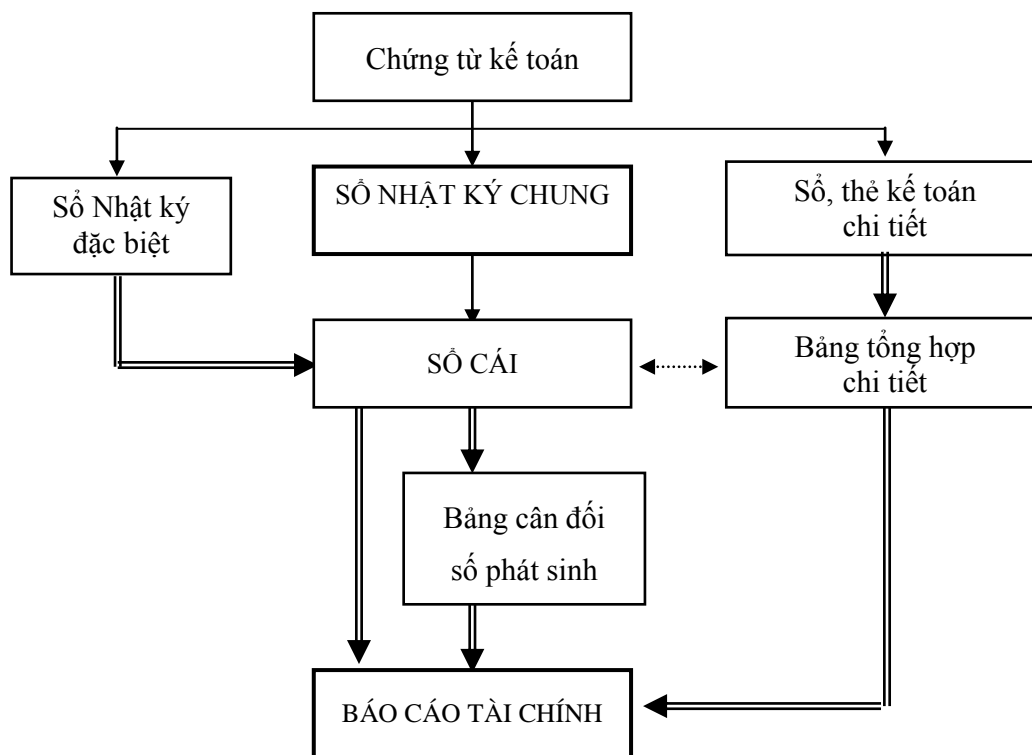 Chứng từ kế toán
Sổ Nhật ký
đặc biệt
SỔ NHẬT KÝ CHUNG
Sổ, thẻ kế toán
chi tiết
SỔ CÁI
Bảng tổng hợp
chi tiết
Bảng cân đối
số phát sinh
BÁO CÁO TÀI CHÍNH